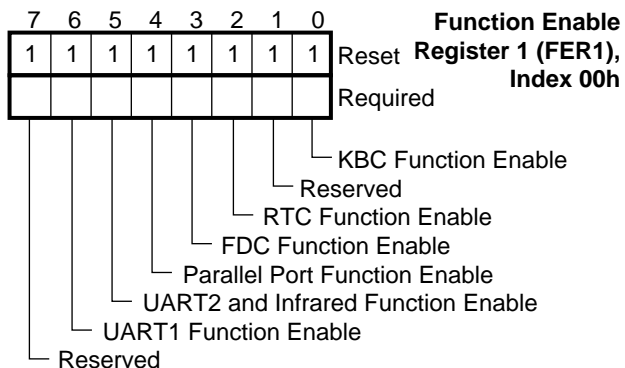 7 6 5 4 3 2 1 0
Function Enable
Register 1 (FER1),
Index 00h
1 1 1 1 1 1 1 1 Reset
Required
KBC Function Enable
Reserved
RTC Function Enable
FDC Function Enable
Parallel Port Function Enable
UART2 and Infrared Function Enable
UART1 Function Enable
Reserved